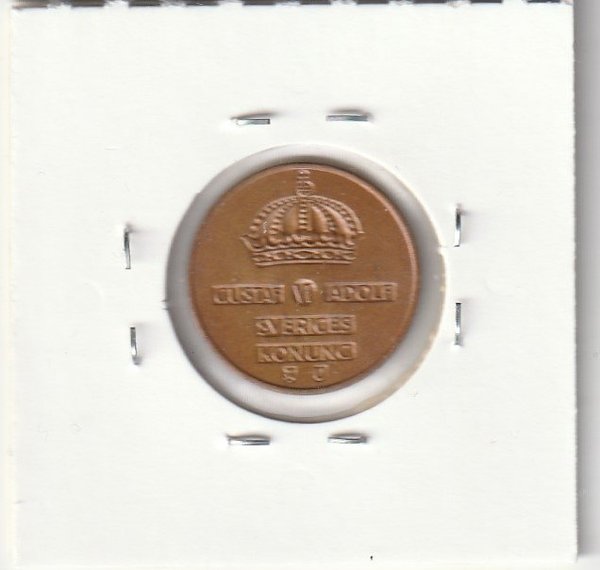 GUSTAF VI ADOLF
SVERIGES
KONUNG
U